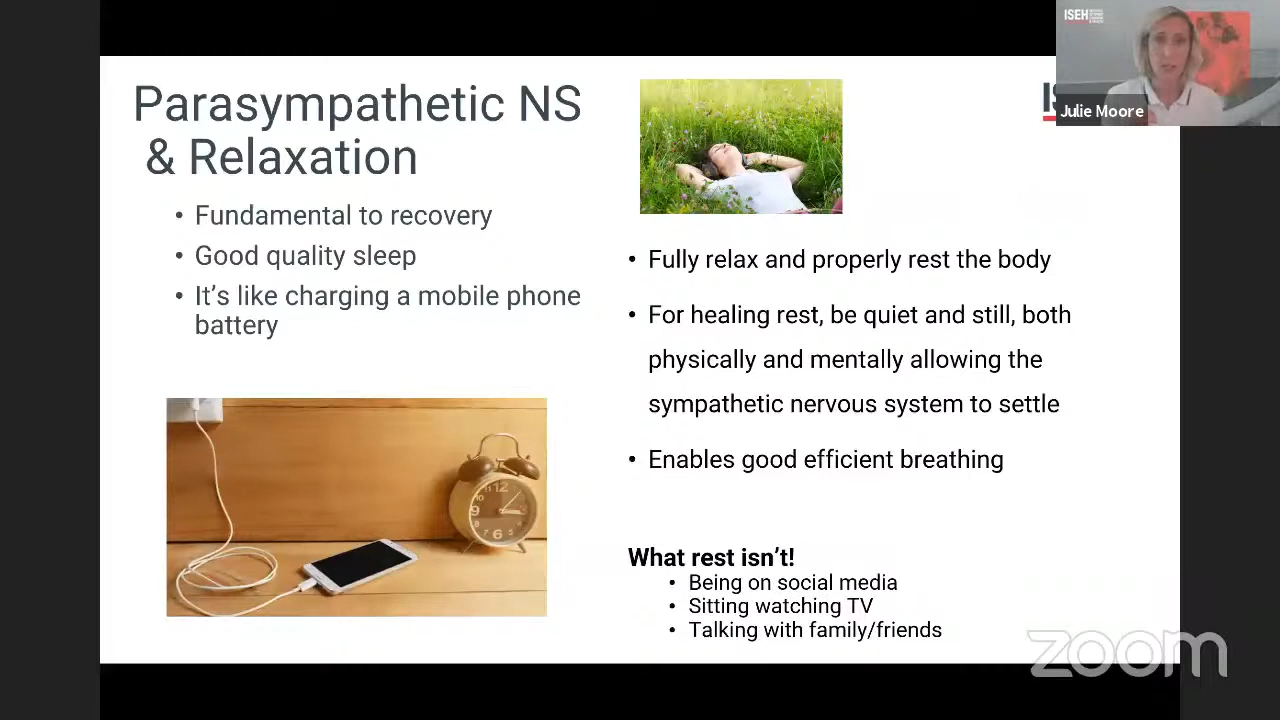 Parasympathetic NS
& Relaxation
• Fundamental to recovery
• Good quality sleep
• It’s like charging a mobile phone
battery
• Fully relax and properly rest the body
• For healing rest, be quiet and still, both
physically and mentally allowing the
sympathetic nervous system to settle
• Enables good efficient breathing
What rest isn’t!
• Being on social media
• Sitting watching TV
• Talking with family/friends
ISEH
Julie Moore
zoom